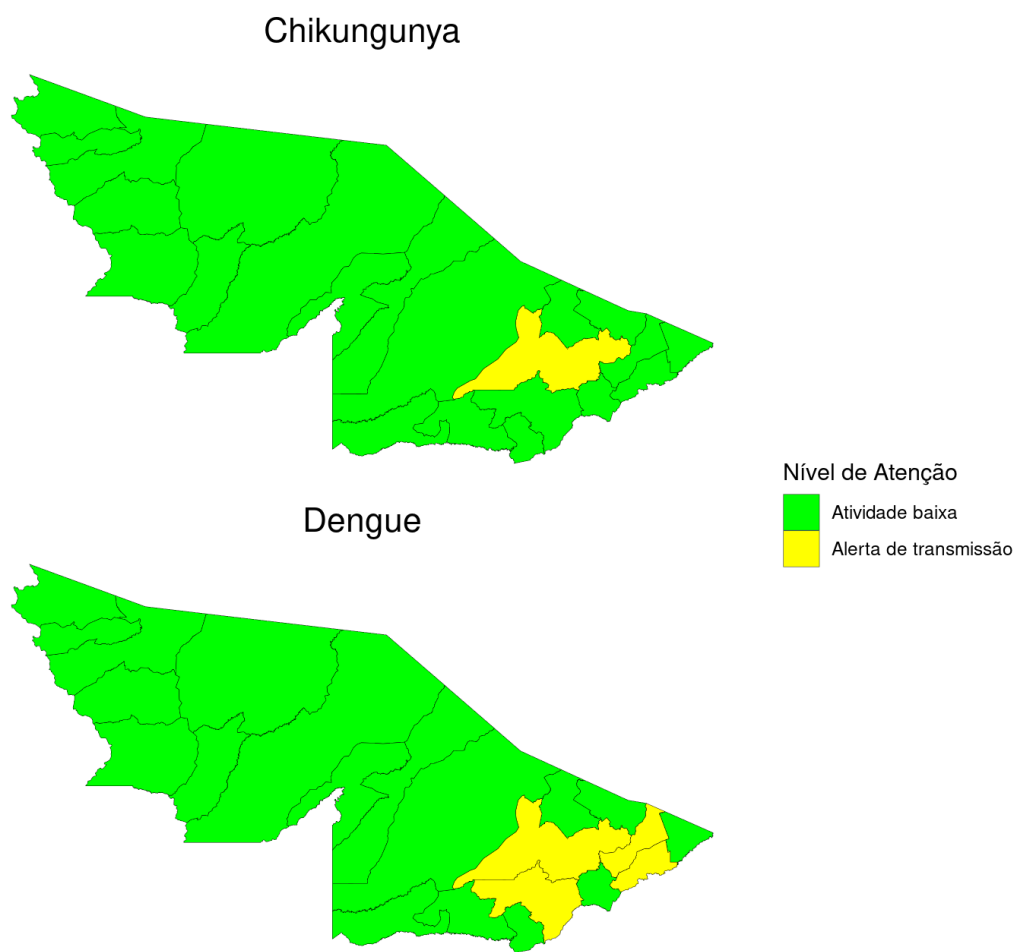 Chikungunya
Nível de Atenção
Atividade baixa
Alerta de transmissão
Dengue